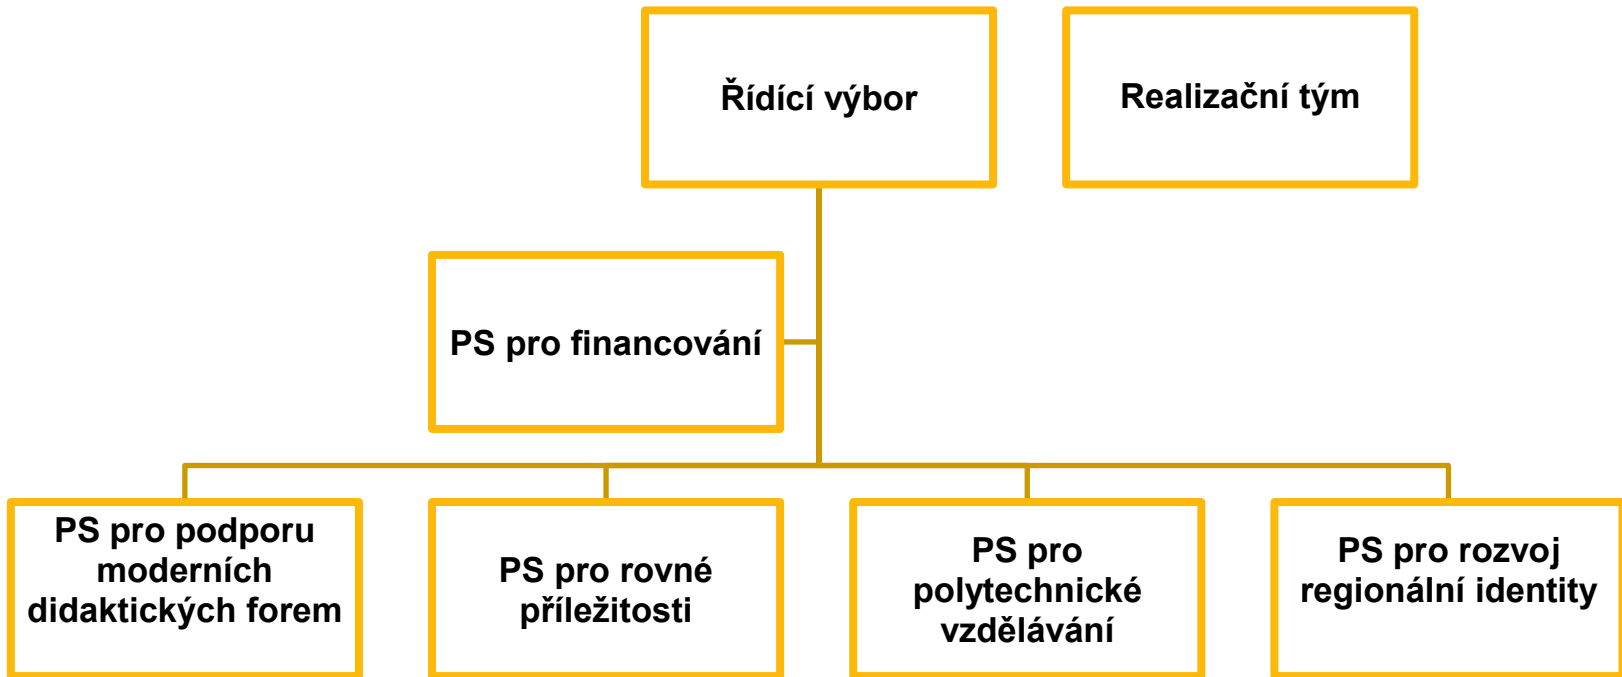 Řídící výbor
Realizační tým
PS pro financování
PS pro podporu
moderních
didaktických forem
PS pro rovné
příležitosti
PS pro
polytechnické
vzdělávání
PS pro rozvoj
regionální identity